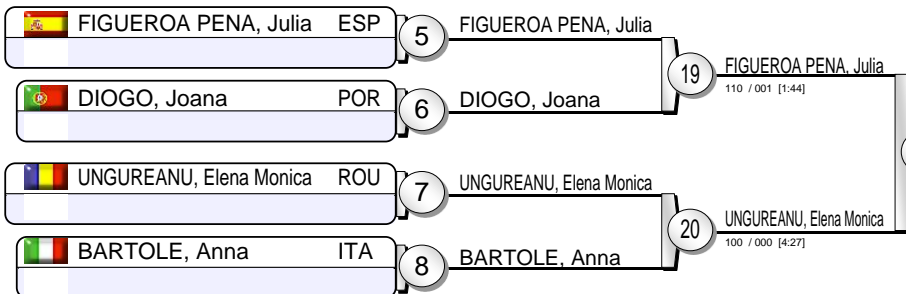 FIGUEROA PENA, Julia ESP
5
FIGUEROA PENA, Julia
19
FIGUEROA PENA, Julia
110 / 001 [1:44]
DIOGO, Joana POR
6
DIOGO, Joana
UNGUREANU, Elena Monica ROU
7
UNGUREANU, Elena Monica
20
UNGUREANU, Elena Monica
100 / 000 [4:27]
BARTOLE, Anna ITA
8
BARTOLE, Anna